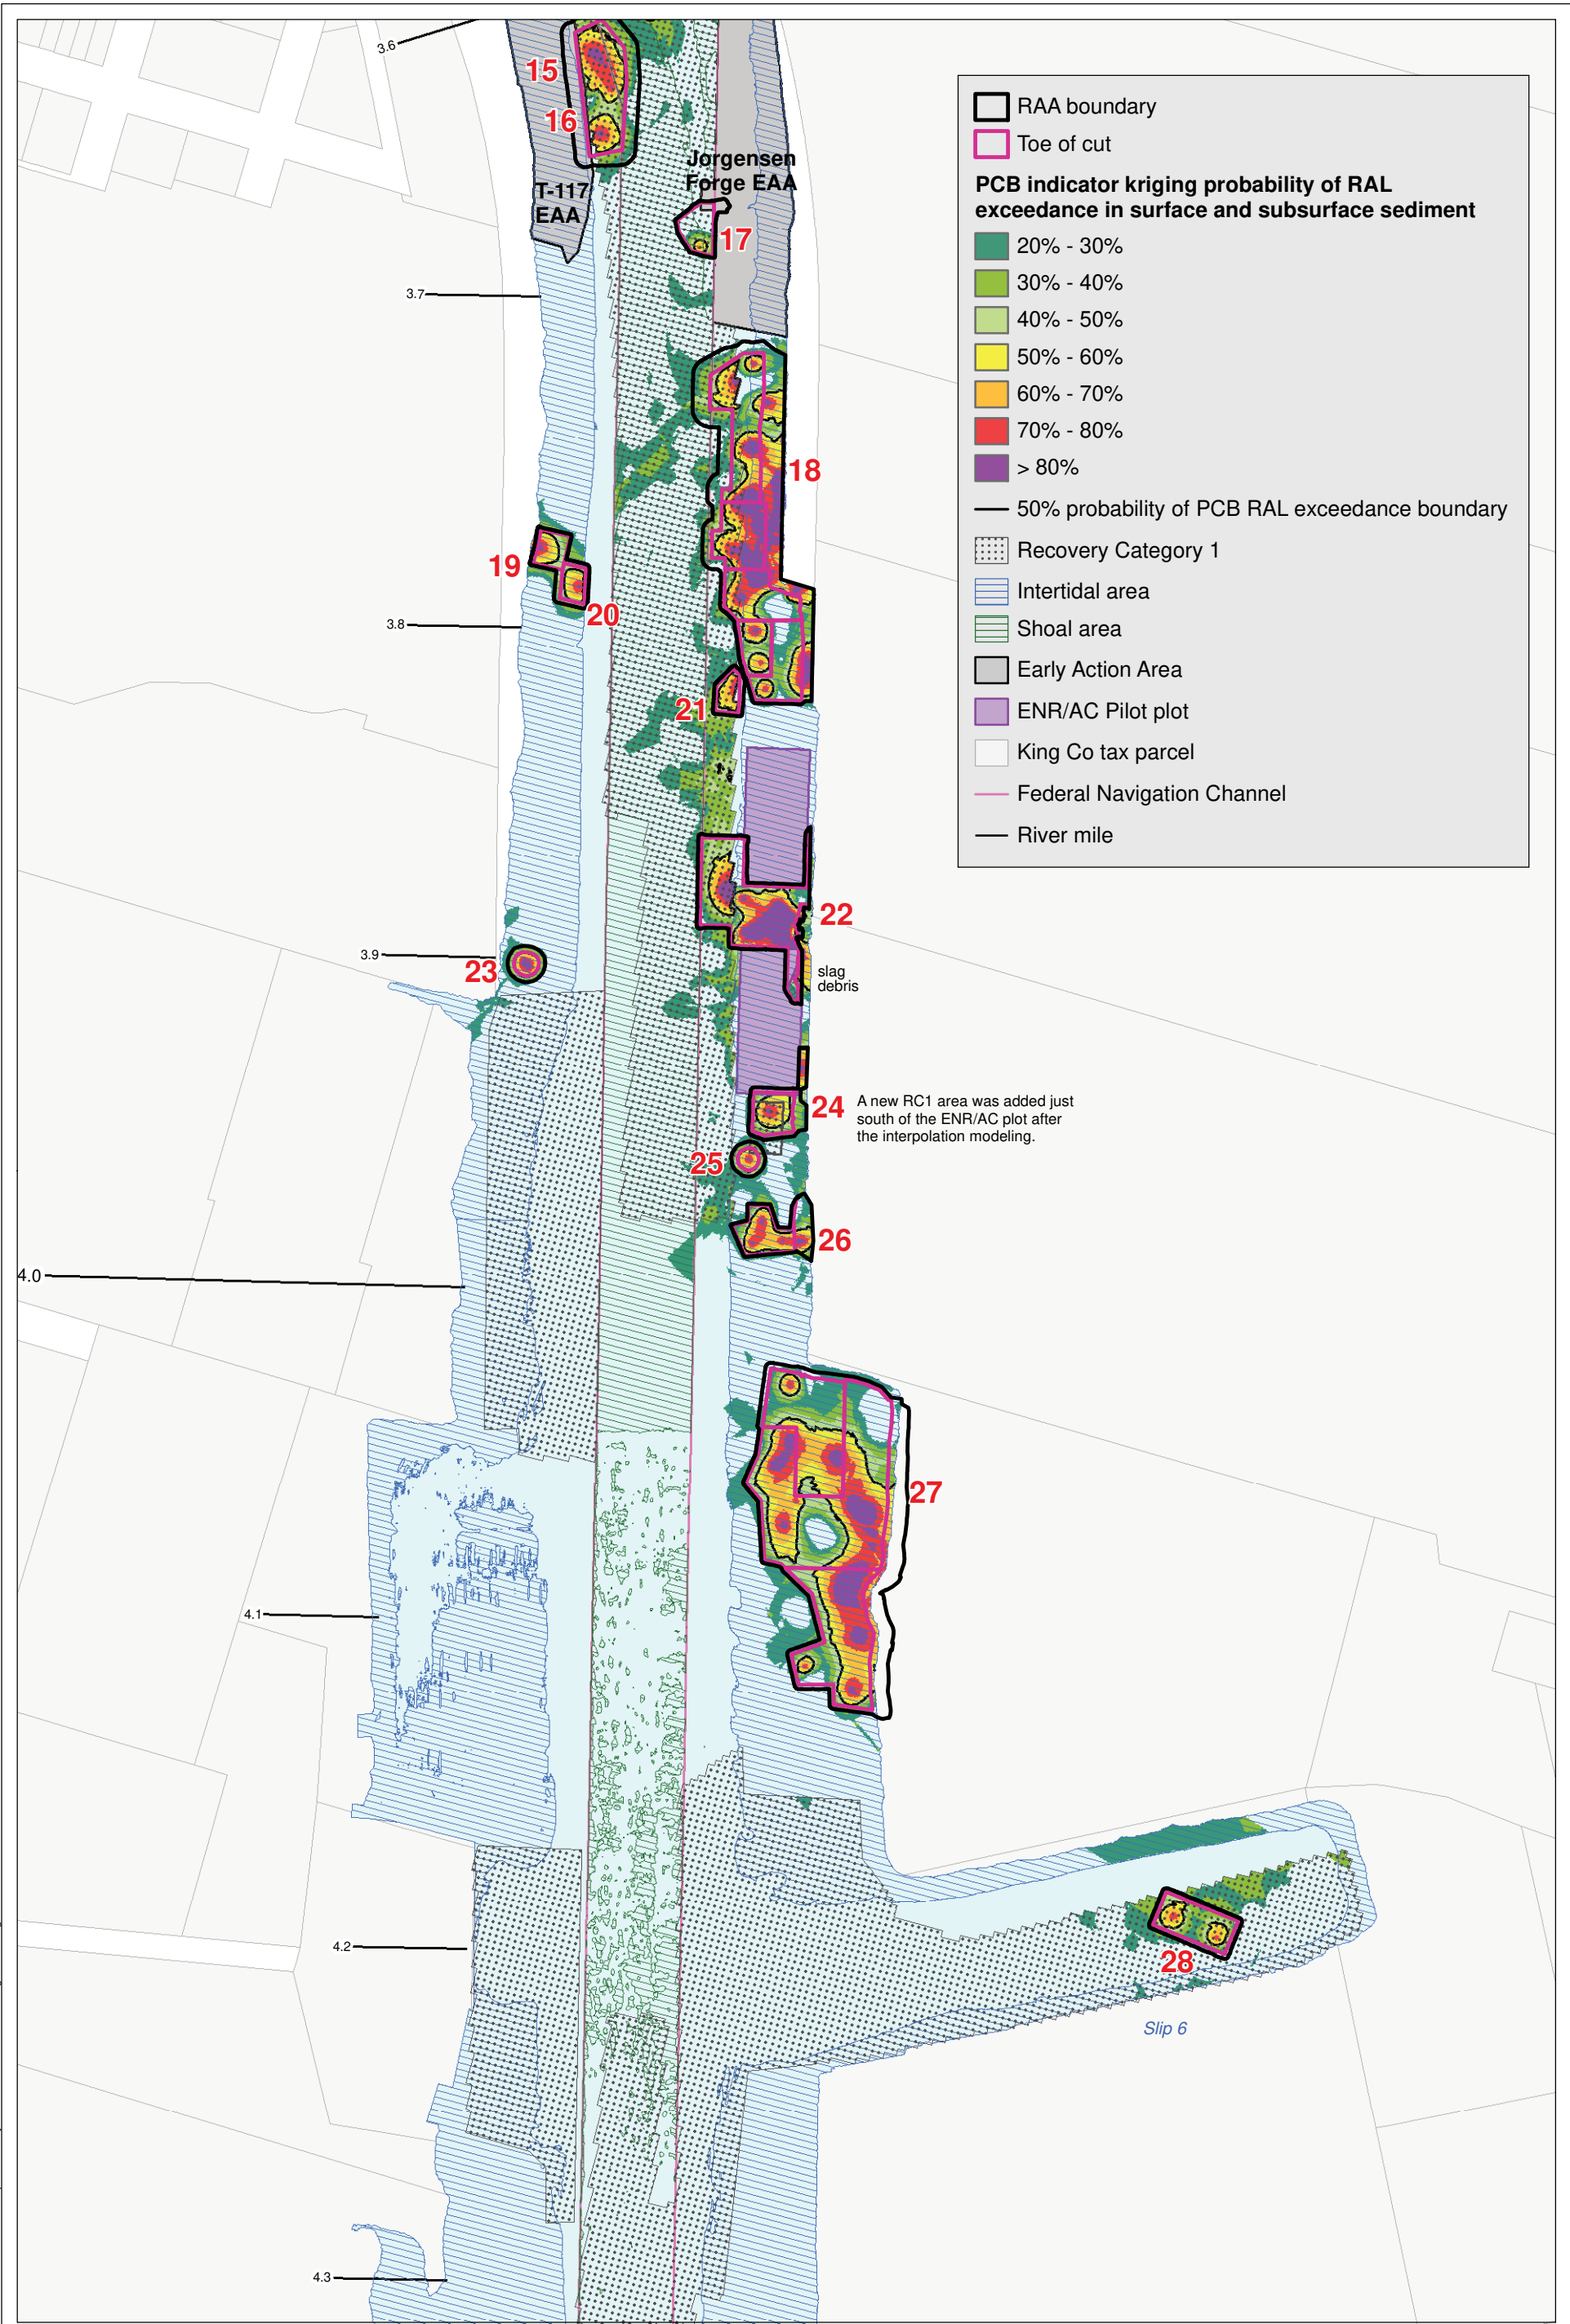 3.6
15
16
T-117
EAA
Jorgensen
Forge EAA
17
3.7
18
19
20
3.8
21
22
3.9
23
slag
debris
24
A new RC1 area was added just
south of the ENR/AC plot after
the interpolation modeling.
25
26
4.0
27
4.1
4.2
28
Slip 6
4.3
RAA boundary
Toe of cut
PCB indicator kriging probability of RAL
exceedance in surface and subsurface sediment
20% - 30%
30% - 40%
40% - 50%
50% - 60%
60% - 70%
70% - 80%
> 80%
50% probability of PCB RAL exceedance boundary
Recovery Category 1
Intertidal area
Shoal area
Early Action Area
ENR/AC Pilot plot
King Co tax parcel
Federal Navigation Channel
River mile